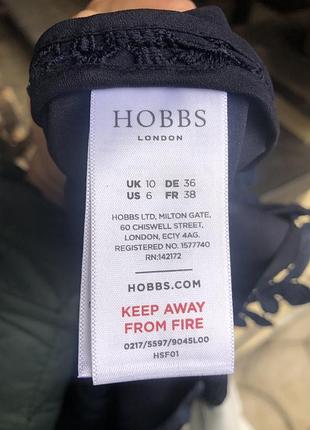 HOBBS
LONDON
UK 10 DE 36
US 6 FR 38
HOBBS LTD, MILTON GATE,
60 CHISWELL STREET,
LONDON, EC1Y 4AG.
REGISTERED NO. 1577740
RN:142172
HOBBS.COM
KEEP AWAY
FROM FIRE
0217/5597/9045L00
HSF01